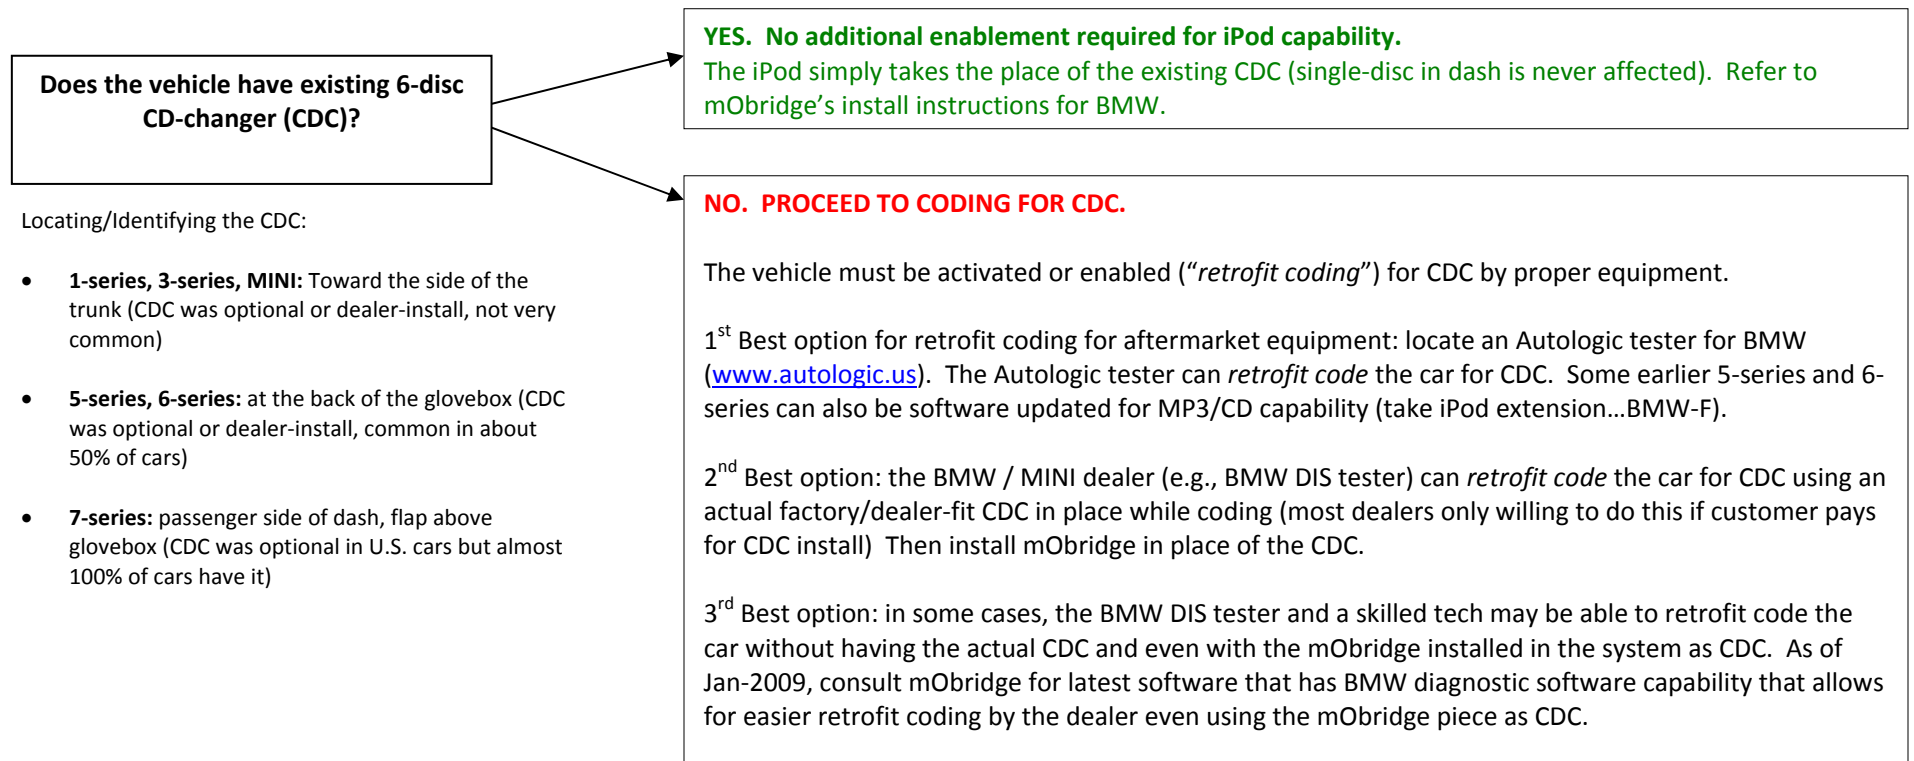 Does the vehicle have existing 6-disc
CD-changer (CDC)?
Locating/Identifying the CDC:
• 1-series, 3-series, MINI: Toward the side of the
trunk (CDC was optional or dealer-install, not very
common)
• 5-series, 6-series: at the back of the glovebox (CDC
was optional or dealer-install, common in about
50% of cars)
• 7-series: passenger side of dash, flap above
glovebox (CDC was optional in U.S. cars but almost
100% of cars have it)
YES. No additional enablement required for iPod capability.
The iPod simply takes the place of the existing CDC (single-disc in dash is never affected). Refer to
mObridge’s install instructions for BMW.
NO. PROCEED TO CODING FOR CDC.
The vehicle must be activated or enabled (“retrofit coding”) for CDC by proper equipment.
1st Best option for retrofit coding for aftermarket equipment: locate an Autologic tester for BMW
(www.autologic.us). The Autologic tester can retrofit code the car for CDC. Some earlier 5-series and 6-
series can also be software updated for MP3/CD capability (take iPod extension…BMW-F).
2nd Best option: the BMW / MINI dealer (e.g., BMW DIS tester) can retrofit code the car for CDC using an
actual factory/dealer-fit CDC in place while coding (most dealers only willing to do this if customer pays
for CDC install) Then install mObridge in place of the CDC.
3rd Best option: in some cases, the BMW DIS tester and a skilled tech may be able to retrofit code the
car without having the actual CDC and even with the mObridge installed in the system as CDC. As of
Jan-2009, consult mObridge for latest software that has BMW diagnostic software capability that allows
for easier retrofit coding by the dealer even using the mObridge piece as CDC.